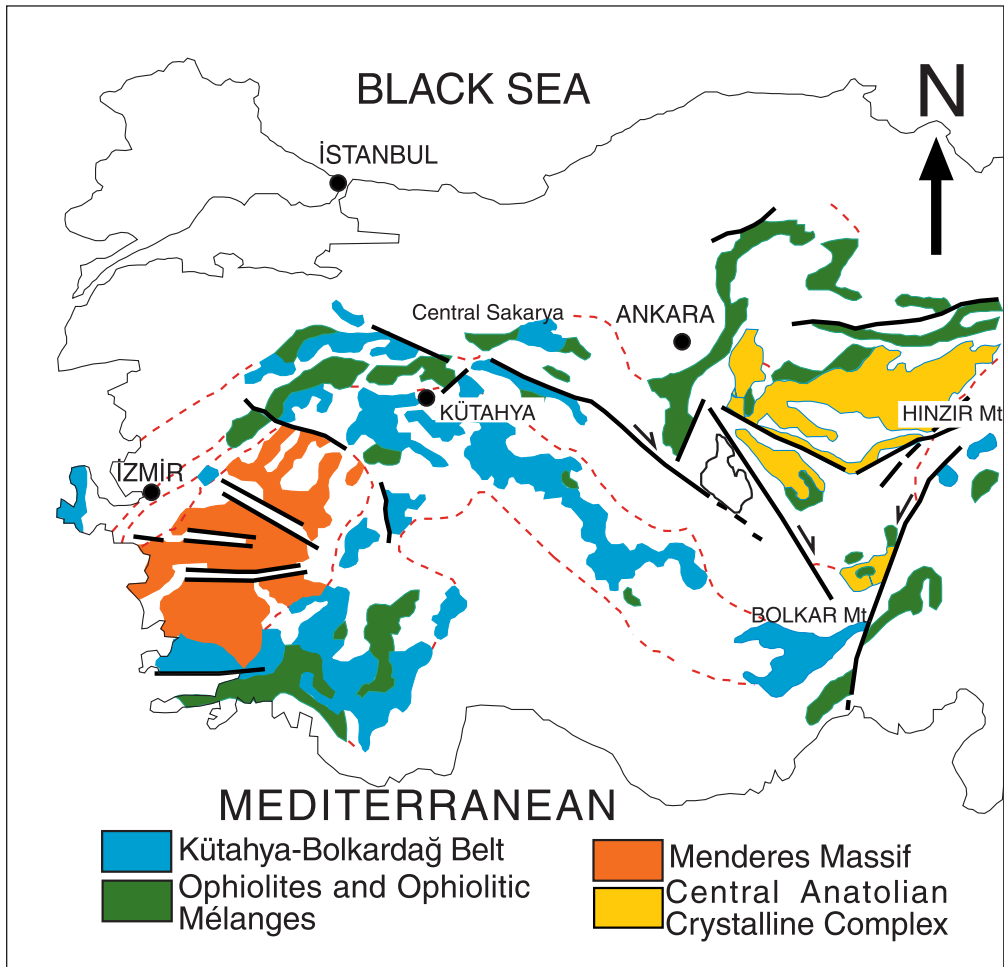 BLACK SEA
N
İSTANBUL
Central Sakarya
ANKARA
KÜTAHYA
HINZIR Mt
İZMİR
BOLKAR Mt
MEDITERRANEAN
Kütahya-Bolkardağ Belt
Ophiolites and Ophiolitic
Mélanges
Menderes Massif
Central Anatolian
Crystalline Complex